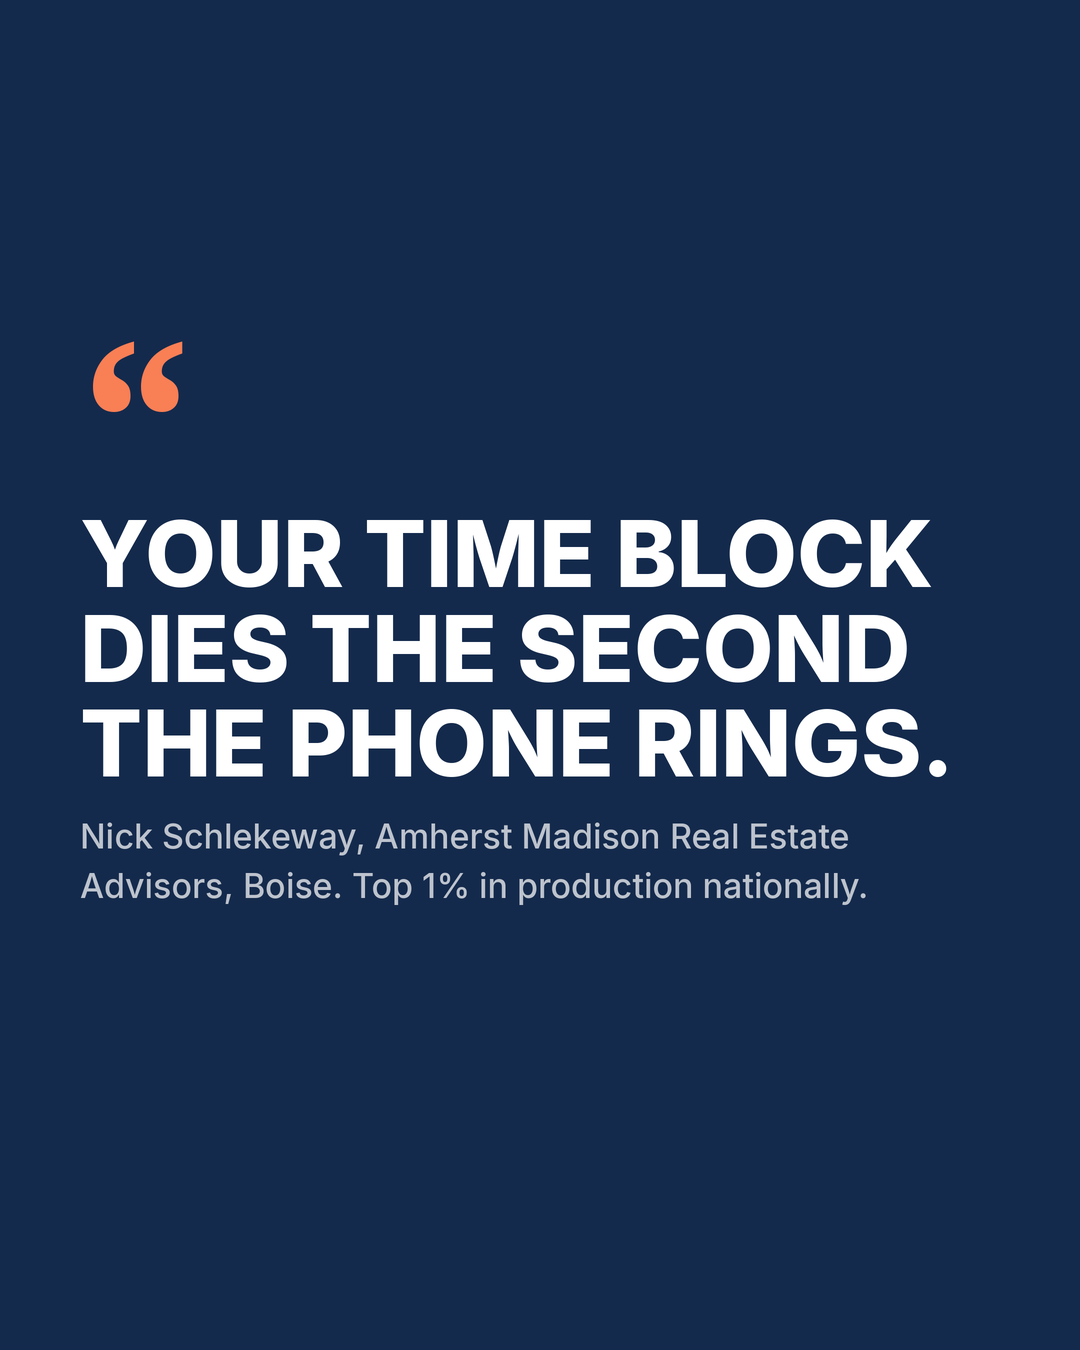 “
YOUR TIME BLOCK
DIES THE SECOND
THE PHONE RINGS.
Nick Schlekeway, Amherst Madison Real Estate
Advisors, Boise. Top 1% in production nationally.